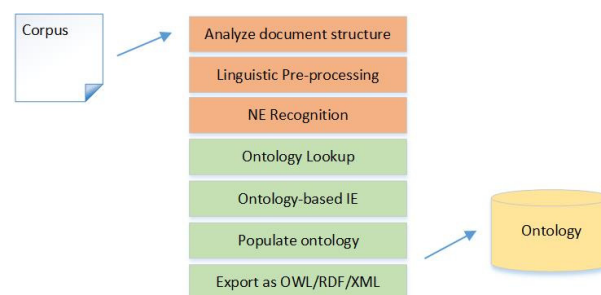 Corpus
Analyze document structure
Linguistic Pre-processing
NE Recognition
Ontology Lookup
Ontology-based IE
Populate ontology
Export as OWL/RDF/XML
Ontology